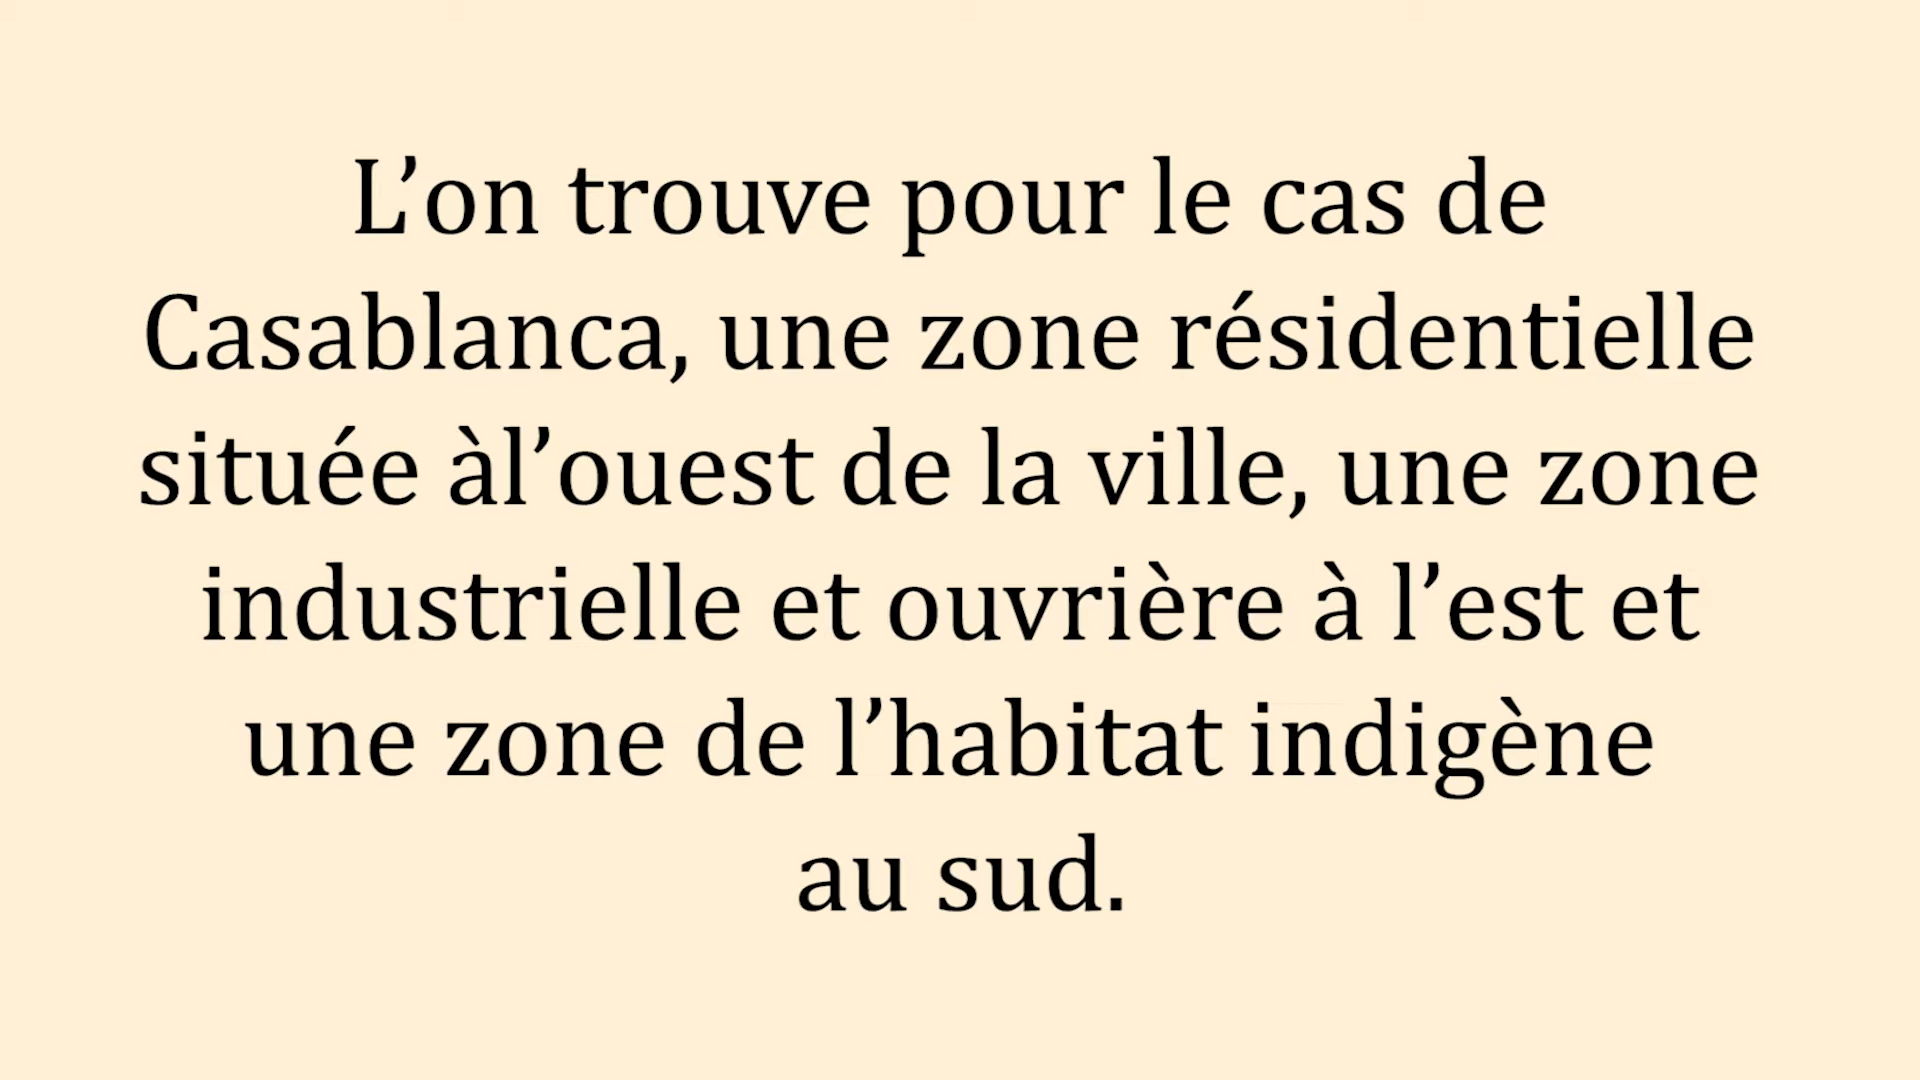 L’on trouve pour le cas de
Casablanca, une zone résidentielle
située àl’ouest de la ville, une zone
industrielle et ouvrière à l’est et
une zone de l’habitat indigène
au sud.